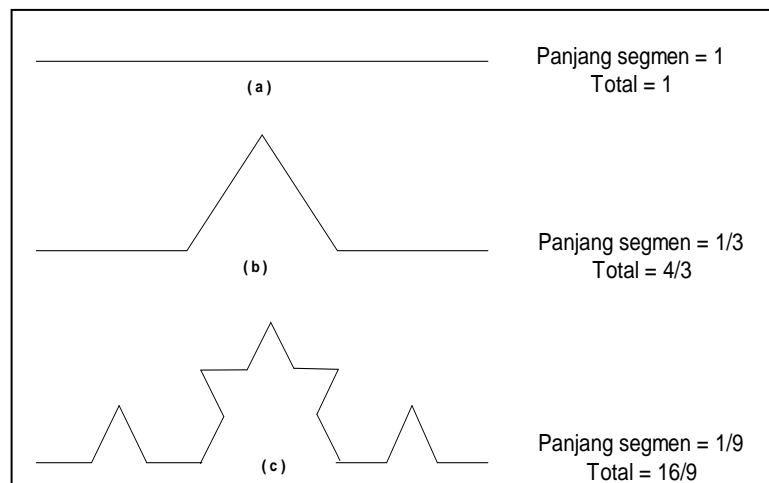 Panjang segmen = 1
Total = 1
( a )
Panjang segmen = 1/3
Total = 4/3
( b )
Panjang segmen = 1/9
Total = 16/9
( c )